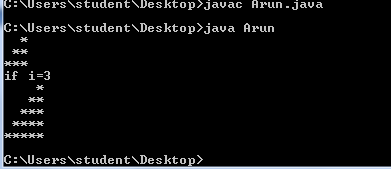 C:\Users\student\Desktop>javac Arun.java
C:\Users\student\Desktop>java Arun
  *
 **
***
if i=3
    *
   **
  ***
 ****
*****
C:\Users\student\Desktop>